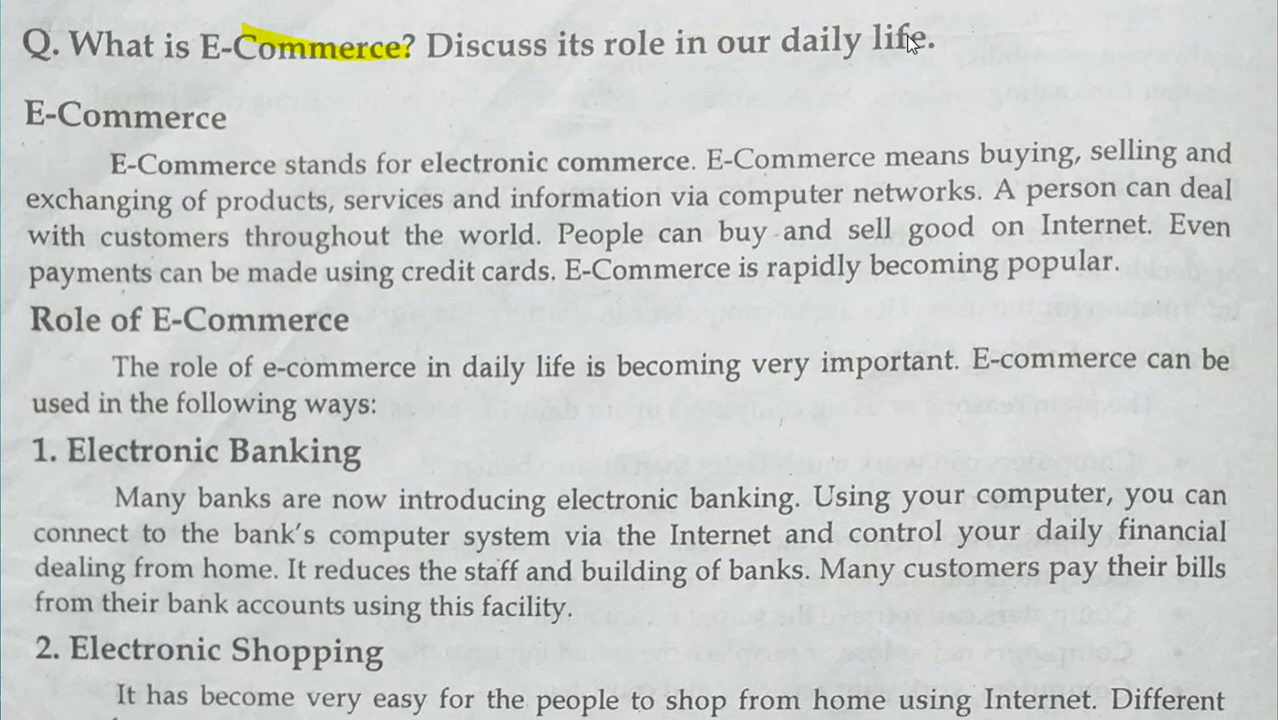 Q. What is E-Commerce? Discuss its role in our daily life.
E-Commerce
E-Commerce stands for electronic commerce. E-Commerce means buying, selling and
exchanging of products, services and information via computer networks. A person can deal
with customers throughout the world. People can buy and sell good on Internet. Even
payments can be made using credit cards. E-Commerce is rapidly becoming popular.
Role of E-Commerce
The role of e-commerce in daily life is becoming very important. E-commerce can be
used in the following ways:
1. Electronic Banking
Many banks are now introducing electronic banking. Using your computer, you can
connect to the bank's computer system via the Internet and control your daily financial
dealing from home. It reduces the staff and building of banks. Many customers pay their bills
from their bank accounts using this facility.
2. Electronic Shopping
It has become very easy for the people to shop from home using Internet. Different